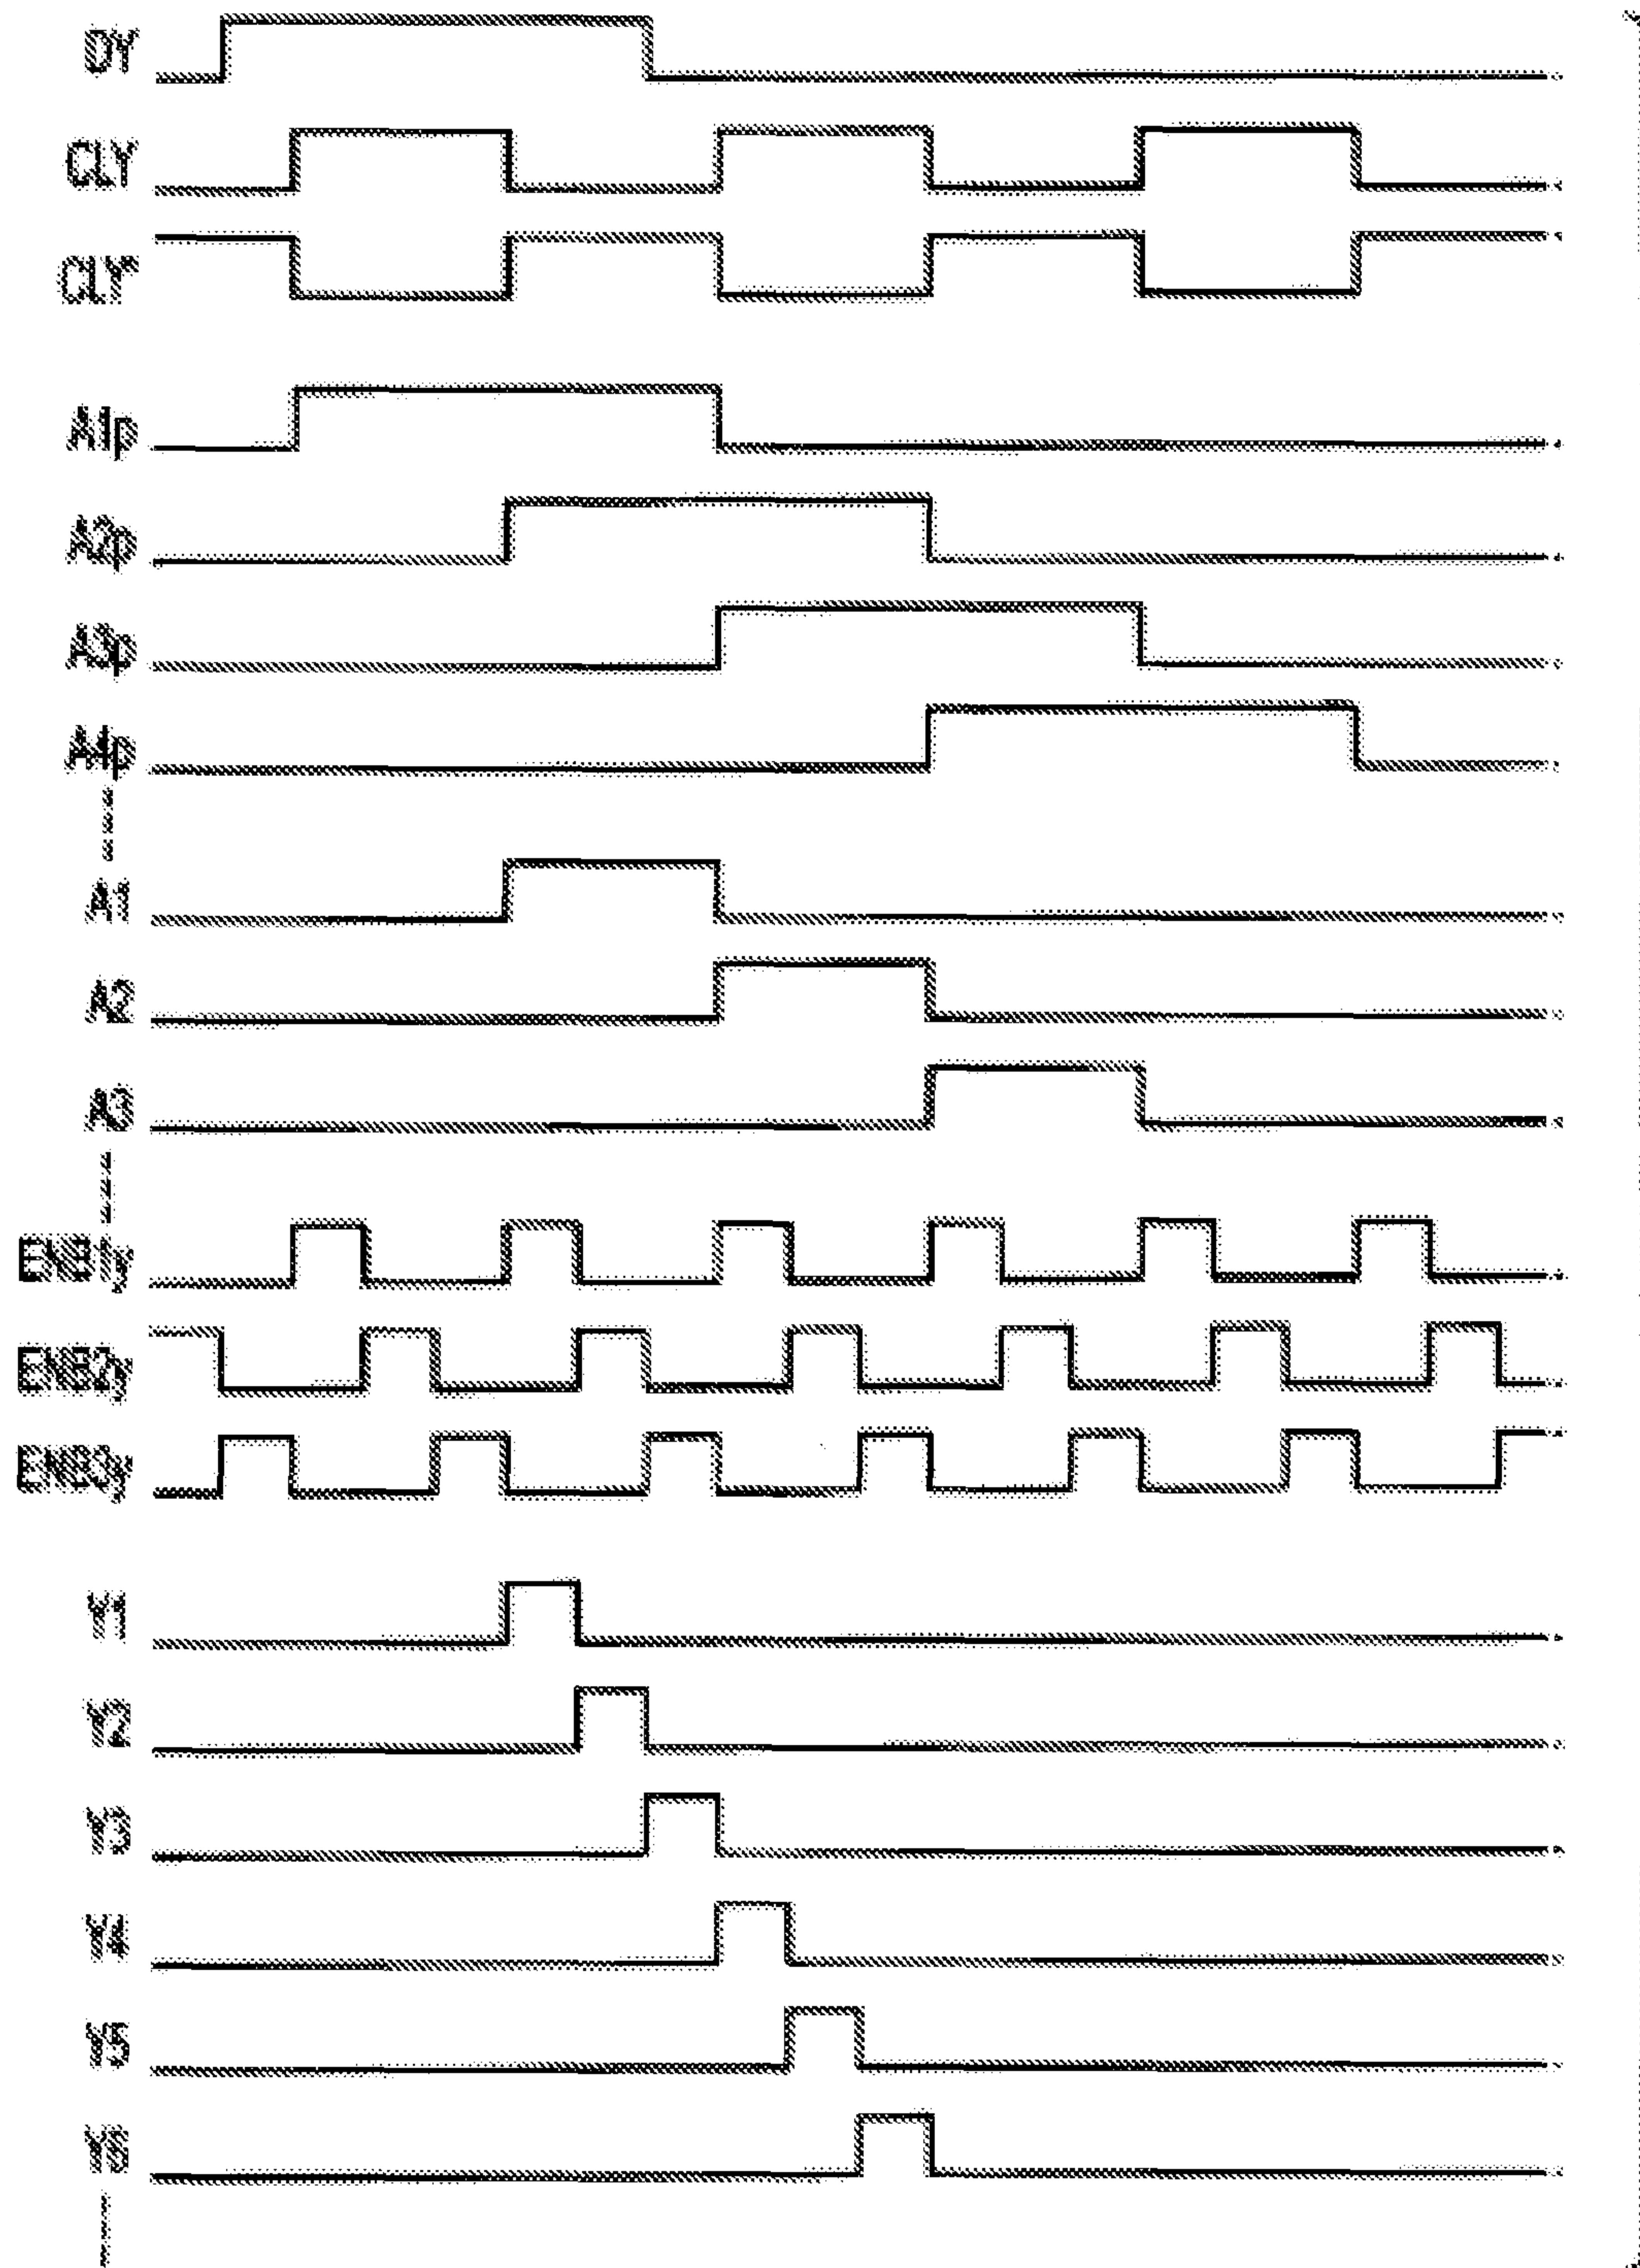 DY
CLY
CLY"
A1p
A2p
A3p
A4p
A1
A2
A3
ENB1y
ENB2y
ENB3y
Y1
Y2
Y3
Y4
Y5
Y6